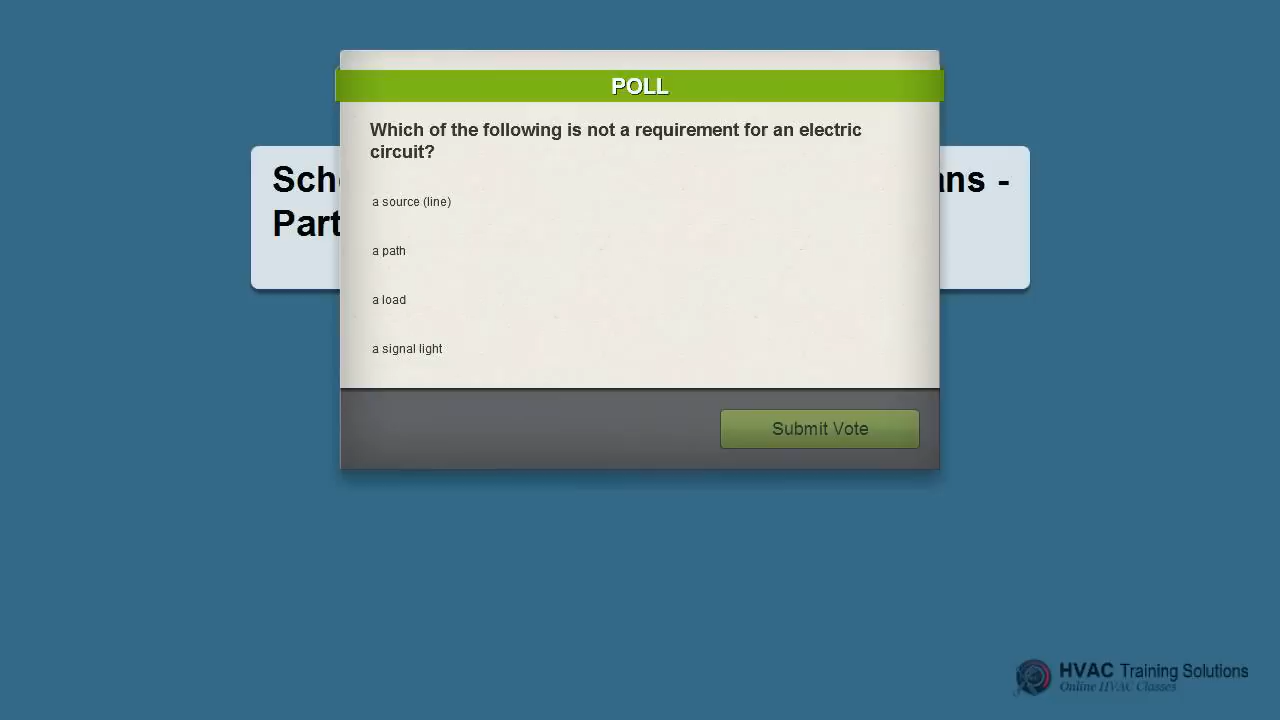 POLL
Which of the following is not a requirement for an electric
circuit?
Sch ans -
Part
a source (line)
a path
a load
a signal light
Submit Vote
HVAC Training Solutions
Online HVAC Classes